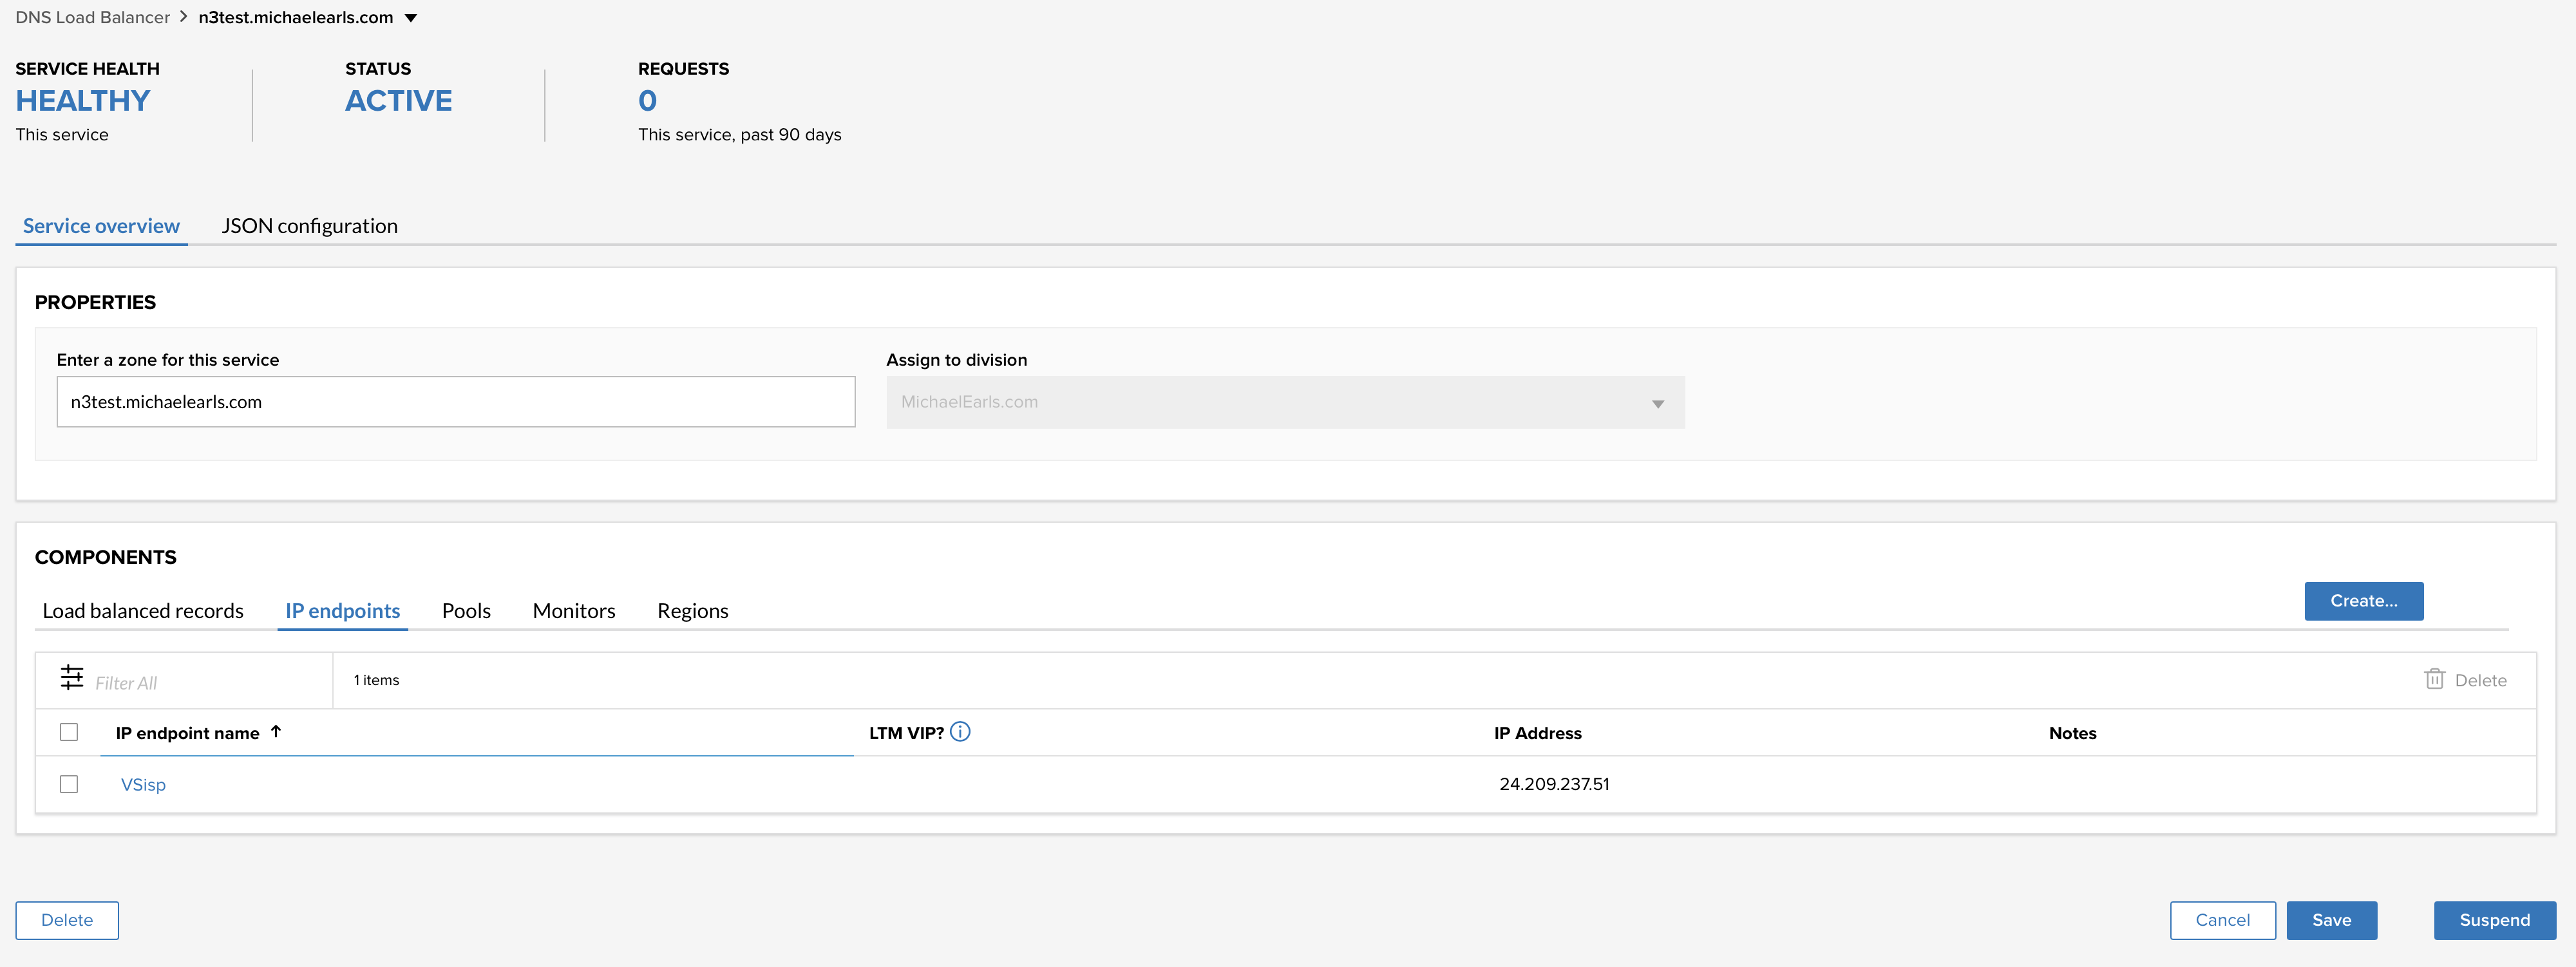 DNS Load Balancer > n3test.michaelearls.com
SERVICE HEALTH
HEALTHY
This service
STATUS
ACTIVE
REQUESTS
0
This service, past 90 days
Service overview
JSON configuration
PROPERTIES
Enter a zone for this service
n3test.michaelearls.com
Assign to division
MichaelEarls.com
COMPONENTS
Load balanced records
IP endpoints
Pools
Monitors
Regions
Create...
Filter All
1 items
Delete
IP endpoint name
LTM VIP?
IP Address
Notes
VSisp
24.209.237.51
Delete
Cancel
Save
Suspend